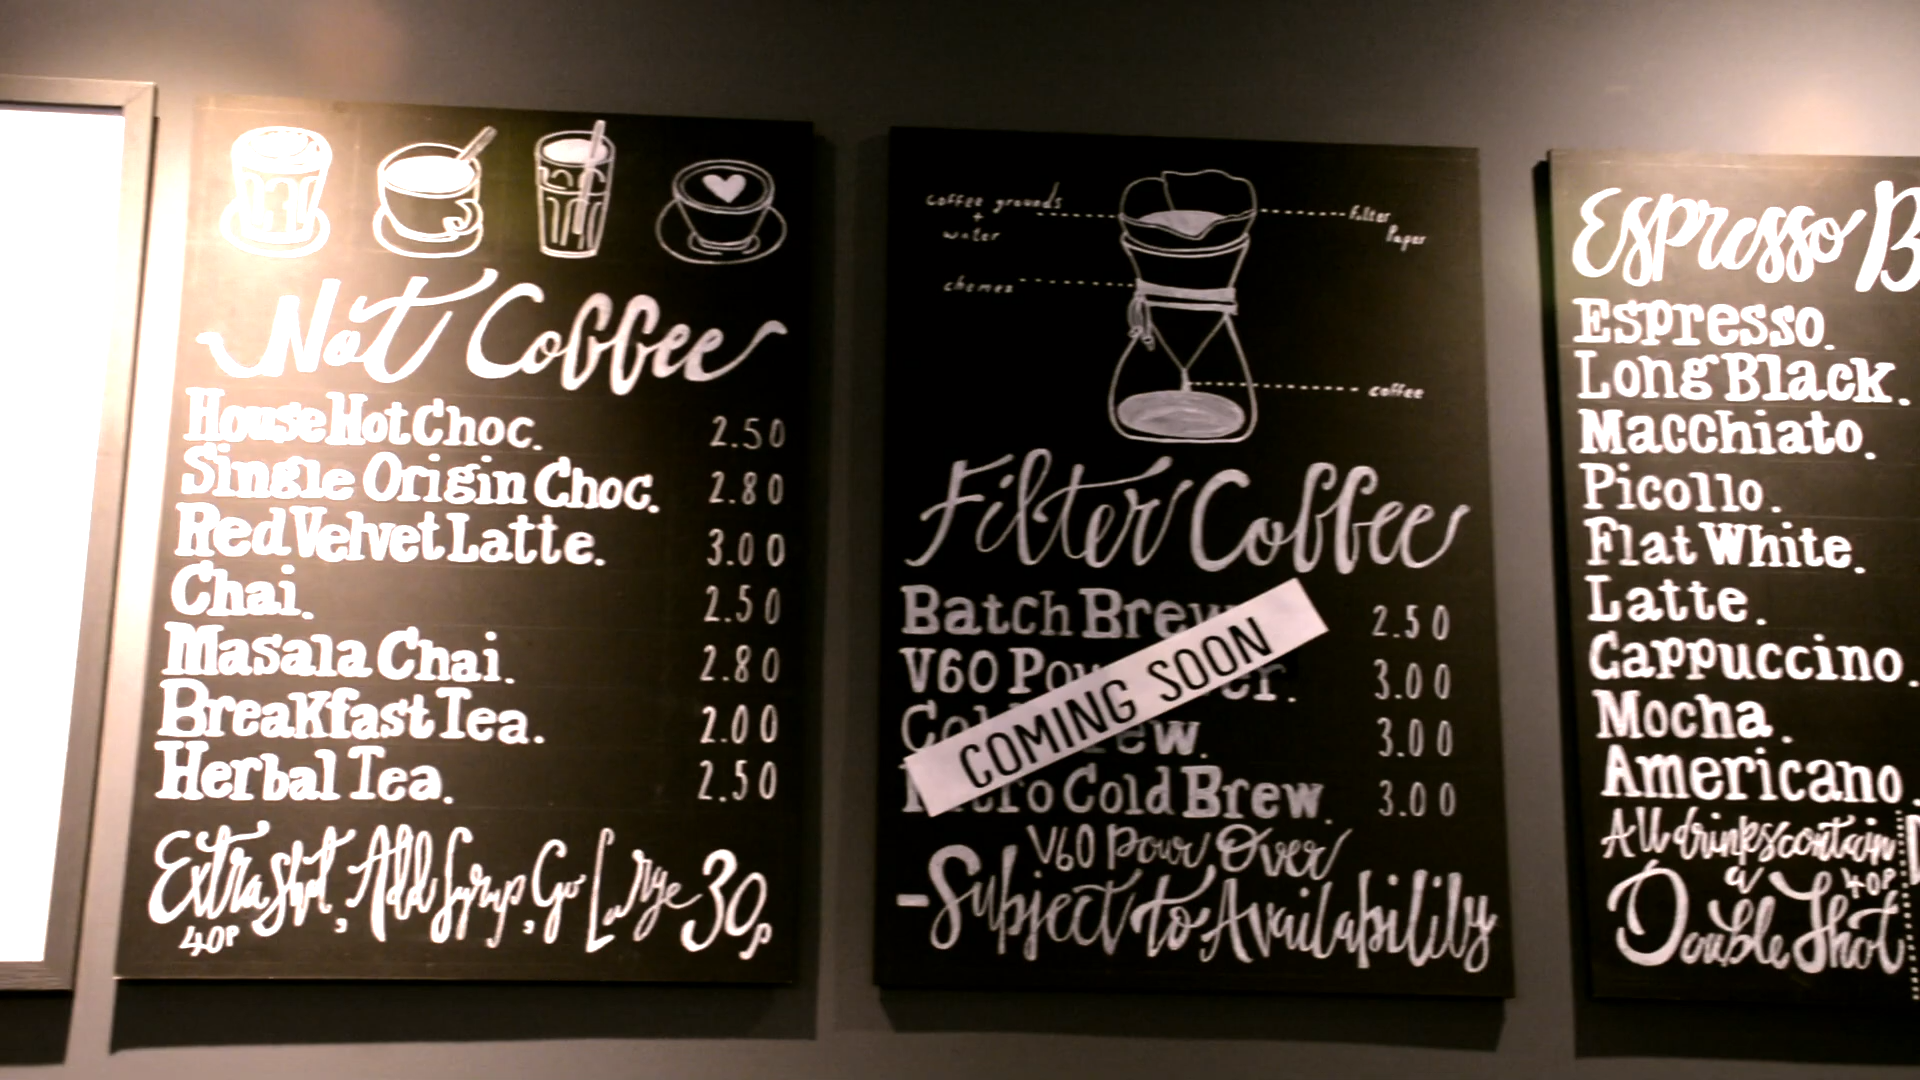 Not Coffee
House Hot Choc. 2.50
Single Origin Choc. 2.80
Red Velvet Latte. 3.00
Chai. 2.50
Masala Chai. 2.80
Breakfast Tea. 2.00
Herbal Tea. 2.50
Extra Shot, Add Syrup, Go Large 30p
40P
coffee grounds
+
water
filter
Paper
chemex
coffee
Filter Coffee
Batch Brew 2.50
V60 3.00
3.00
Cold Brew. 3.00
COMING SOON
V60 Pour Over
-Subject to Availability
Espresso B
Espresso.
Long Black.
Macchiato.
Picollo.
Flat White.
Latte.
Cappuccino.
Mocha.
Americano.
All drinks contain
a 40P
Double Shot